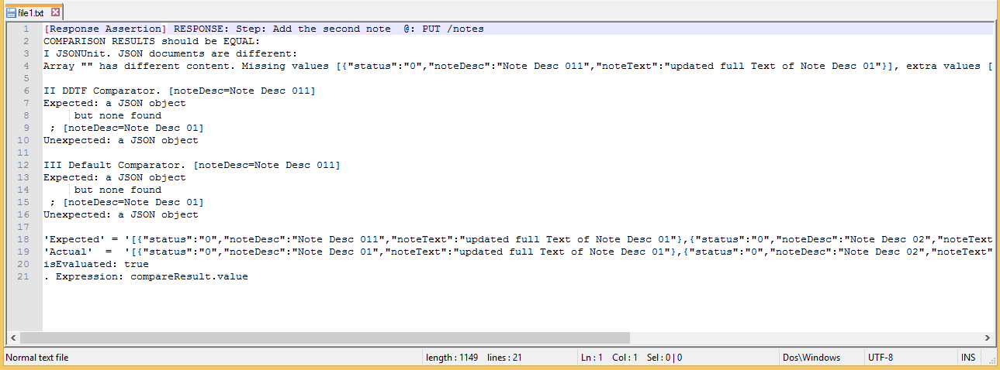 file1.txt
1 [Response Assertion] RESPONSE: Step: Add the second note  @: PUT /notes
2 COMPARISON RESULTS should be EQUAL:
3 I JSONUnit. JSON documents are different:
4 Array "" has different content. Missing values [{"status":"0","noteDesc":"Note Desc 011","noteText":"updated full Text of Note Desc 01"}], extra values [
5
6 II DDTF Comparator. [noteDesc=Note Desc 011]
7 Expected: a JSON object
8      but none found
9  ; [noteDesc=Note Desc 01]
10 Unexpected: a JSON object
11
12 III Default Comparator. [noteDesc=Note Desc 011]
13 Expected: a JSON object
14      but none found
15  ; [noteDesc=Note Desc 01]
16 Unexpected: a JSON object
17
18 'Expected' = '[{"status":"0","noteDesc":"Note Desc 011","noteText":"updated full Text of Note Desc 01"},{"status":"0","noteDesc":"Note Desc 02","noteText
19 'Actual'  =  '[{"status":"0","noteDesc":"Note Desc 01","noteText":"updated full Text of Note Desc 01"},{"status":"0","noteDesc":"Note Desc 02","noteText"
20 isEvaluated: true
21 . Expression: compareResult.value
Normal text file length : 1149 lines : 21 Ln : 1 Col : 1 Sel : 0 | 0 Dos\Windows UTF-8 INS